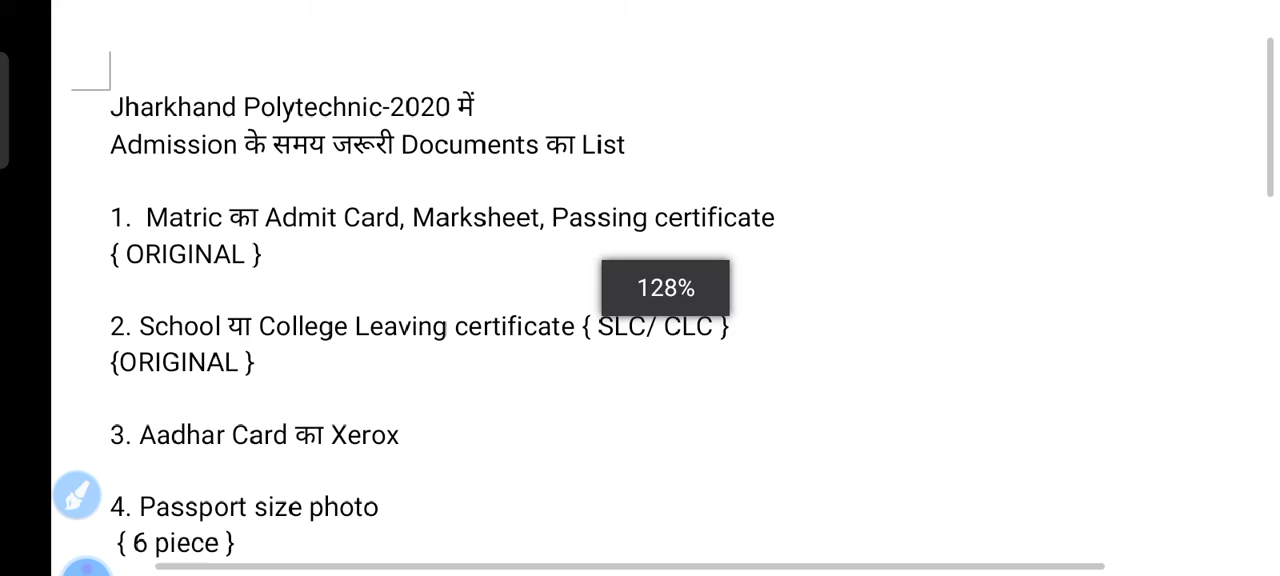 Jharkhand Polytechnic-2020 में
Admission के समय जरूरी Documents का List
1. Matric का Admit Card, Marksheet, Passing certificate
{ ORIGINAL }
128%
2. School या College Leaving certificate { SLC/ CLC }
{ORIGINAL }
3. Aadhar Card का Xerox
4. Passport size photo
{ 6 piece }